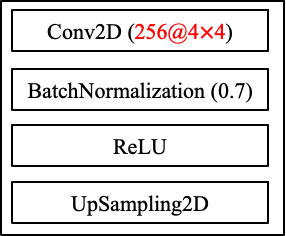 Conv2D (256@4×4)
BatchNormalization (0.7)
ReLU
UpSampling2D